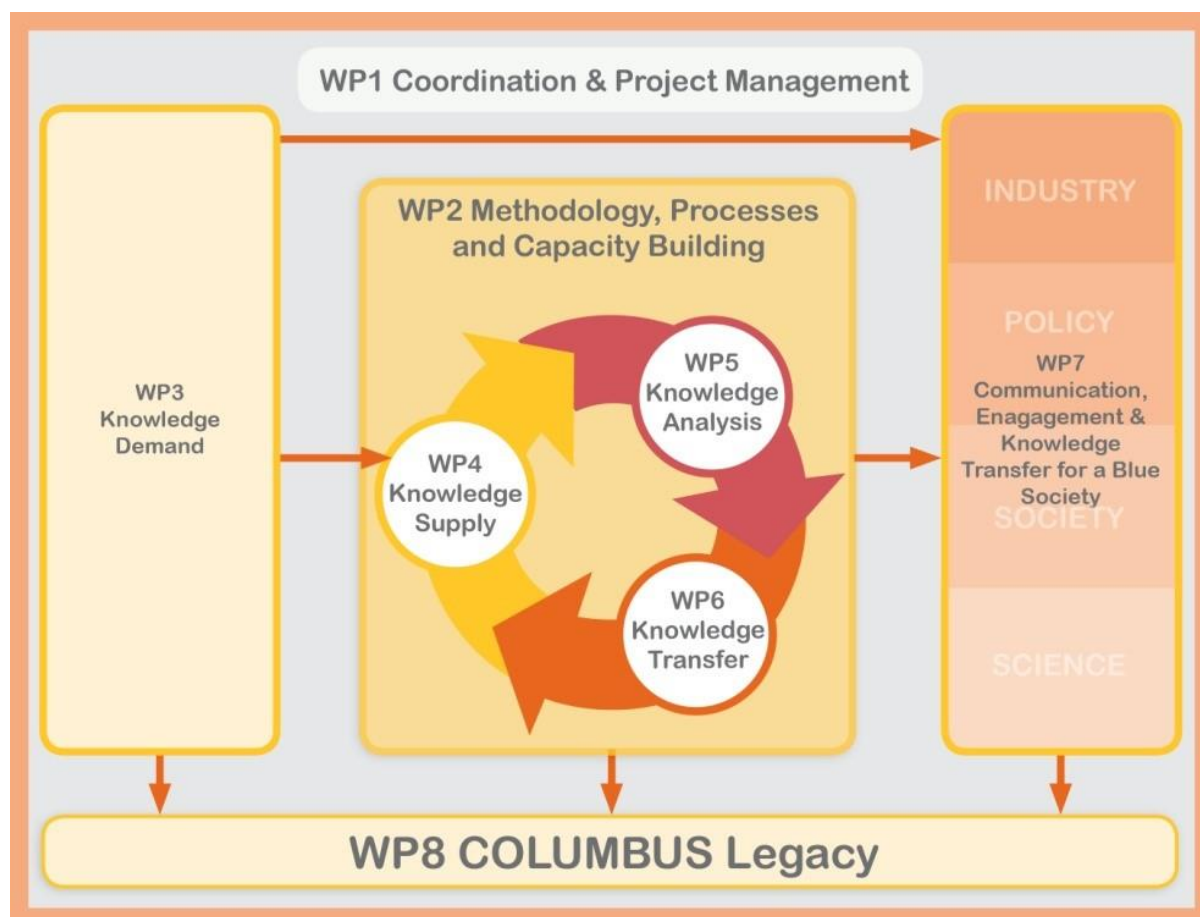 WP1 Coordination & Project Management
WP3
Knowledge
Demand
WP2 Methodology, Processes
and Capacity Building
WP4
Knowledge
Supply
WP5
Knowledge
Analysis
WP6
Knowledge
Transfer
INDUSTRY
POLICY
WP7
Communication,
Enagagement &
Knowledge
Transfer for a Blue
Society
SOCIETY
SCIENCE
WP8 COLUMBUS Legacy